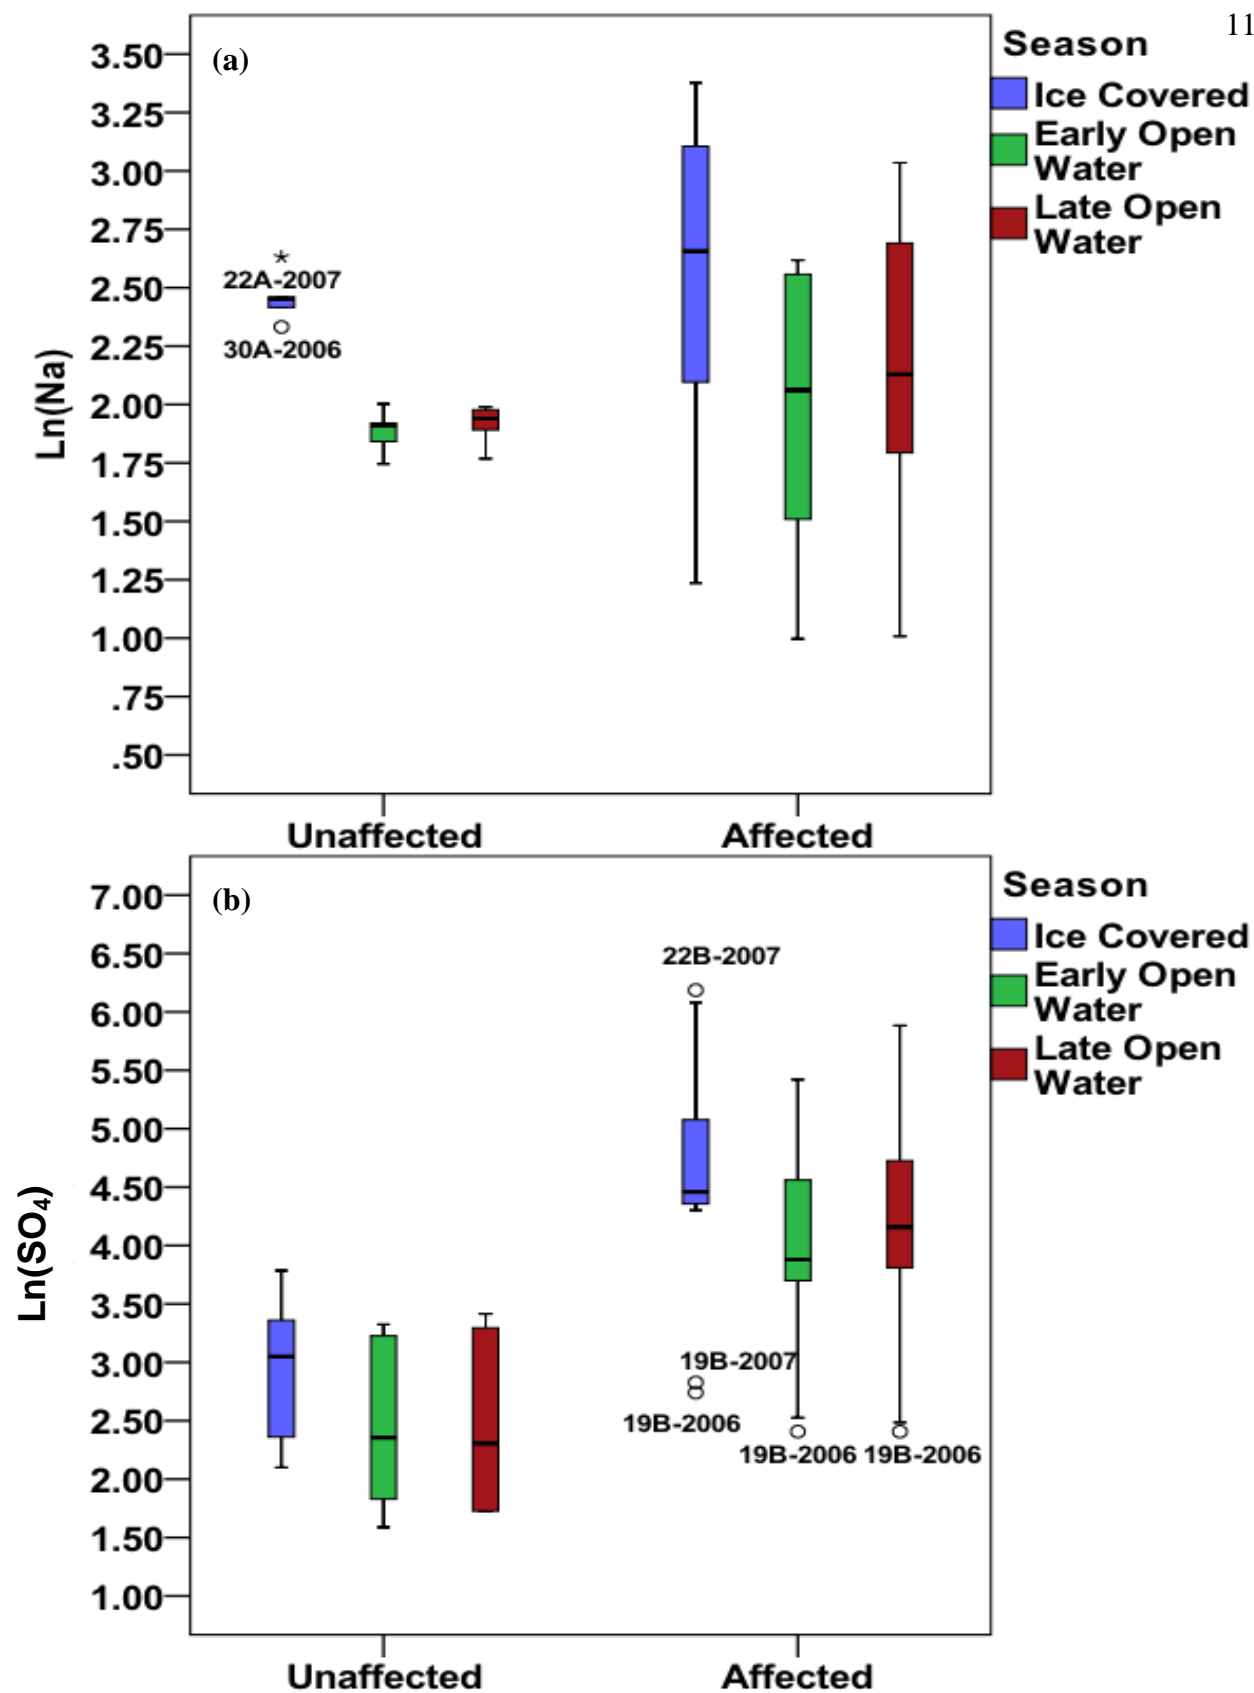 11
(a)
Ln(Na)
3.50
3.25
3.00
2.75
2.50
2.25
2.00
1.75
1.50
1.25
1.00
.75
.50
*
22A-2007
30A-2006
Unaffected
Affected
Season
Ice Covered
Early Open
Water
Late Open
Water
(b)
Ln(SO₄)
7.00
6.50
6.00
5.50
5.00
4.50
4.00
3.50
3.00
2.50
2.00
1.50
1.00
22B-2007
19B-2007
19B-2006
19B-2006
19B-2006
Unaffected
Affected
Season
Ice Covered
Early Open
Water
Late Open
Water